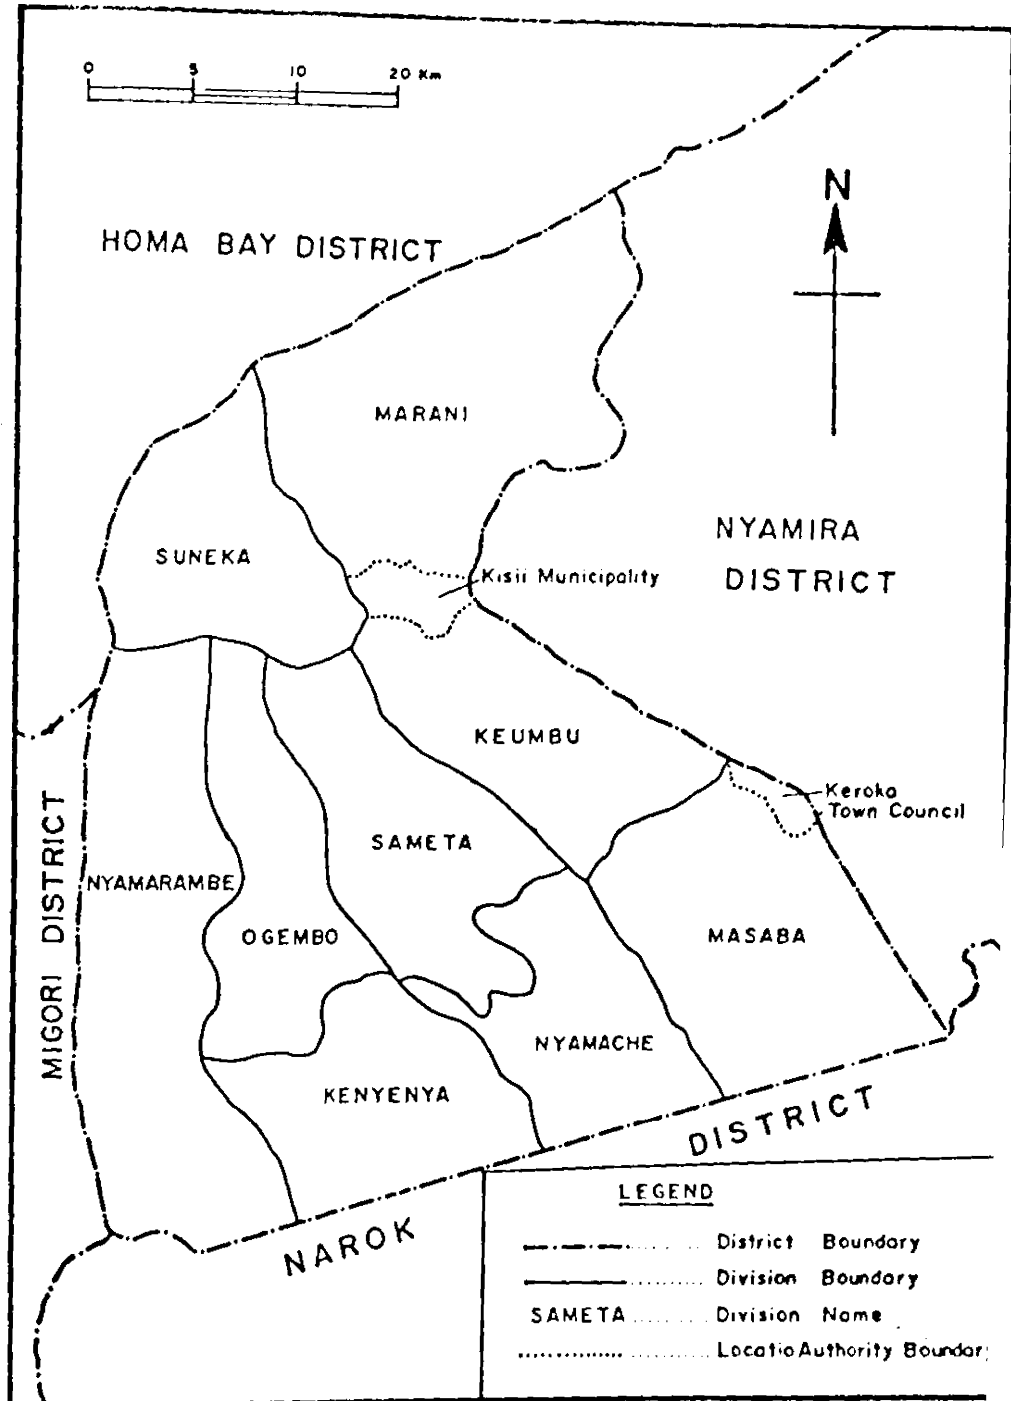 0 5 10 20 Km
N
HOMA BAY DISTRICT
MARANI
NYAMIRA
DISTRICT
SUNEKA
Kisii Municipality
KEUMBU
Keroka
Town Council
MIGORI DISTRICT
SAMETA
NYAMARAMBE
OGEMBO
MASABA
NYAMACHE
KENYENYA
NAROK DISTRICT
LEGEND
District Boundary
Division Boundary
SAMETA Division Name
Locatio Authority Boundar